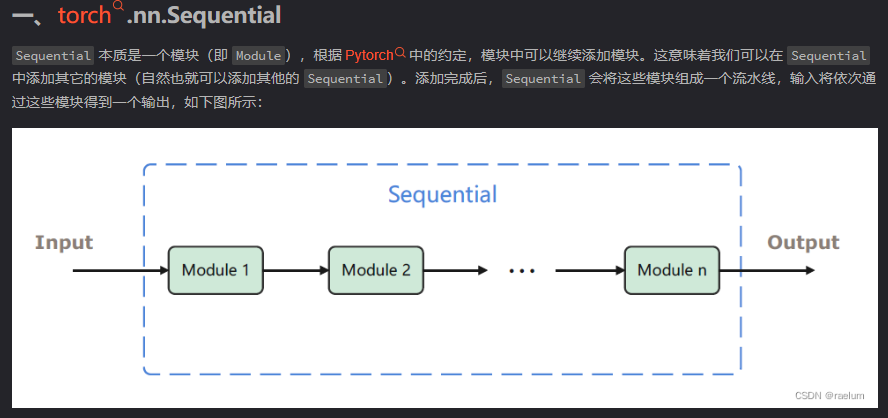 一、torch.nn.Sequential
Sequential 本质是一个模块（即 Module），根据 Pytorch 中的约定，模块中可以继续添加模块。这意味着我们可以在 Sequential
中添加其它的模块（自然也就可以添加其他的 Sequential）。添加完成后，Sequential 会将这些模块组成一个流水线，输入将依次通
过这些模块得到一个输出，如下图所示：
Sequential
Input
Output
Module 1
Module 2
...
Module n
CSDN @raelum